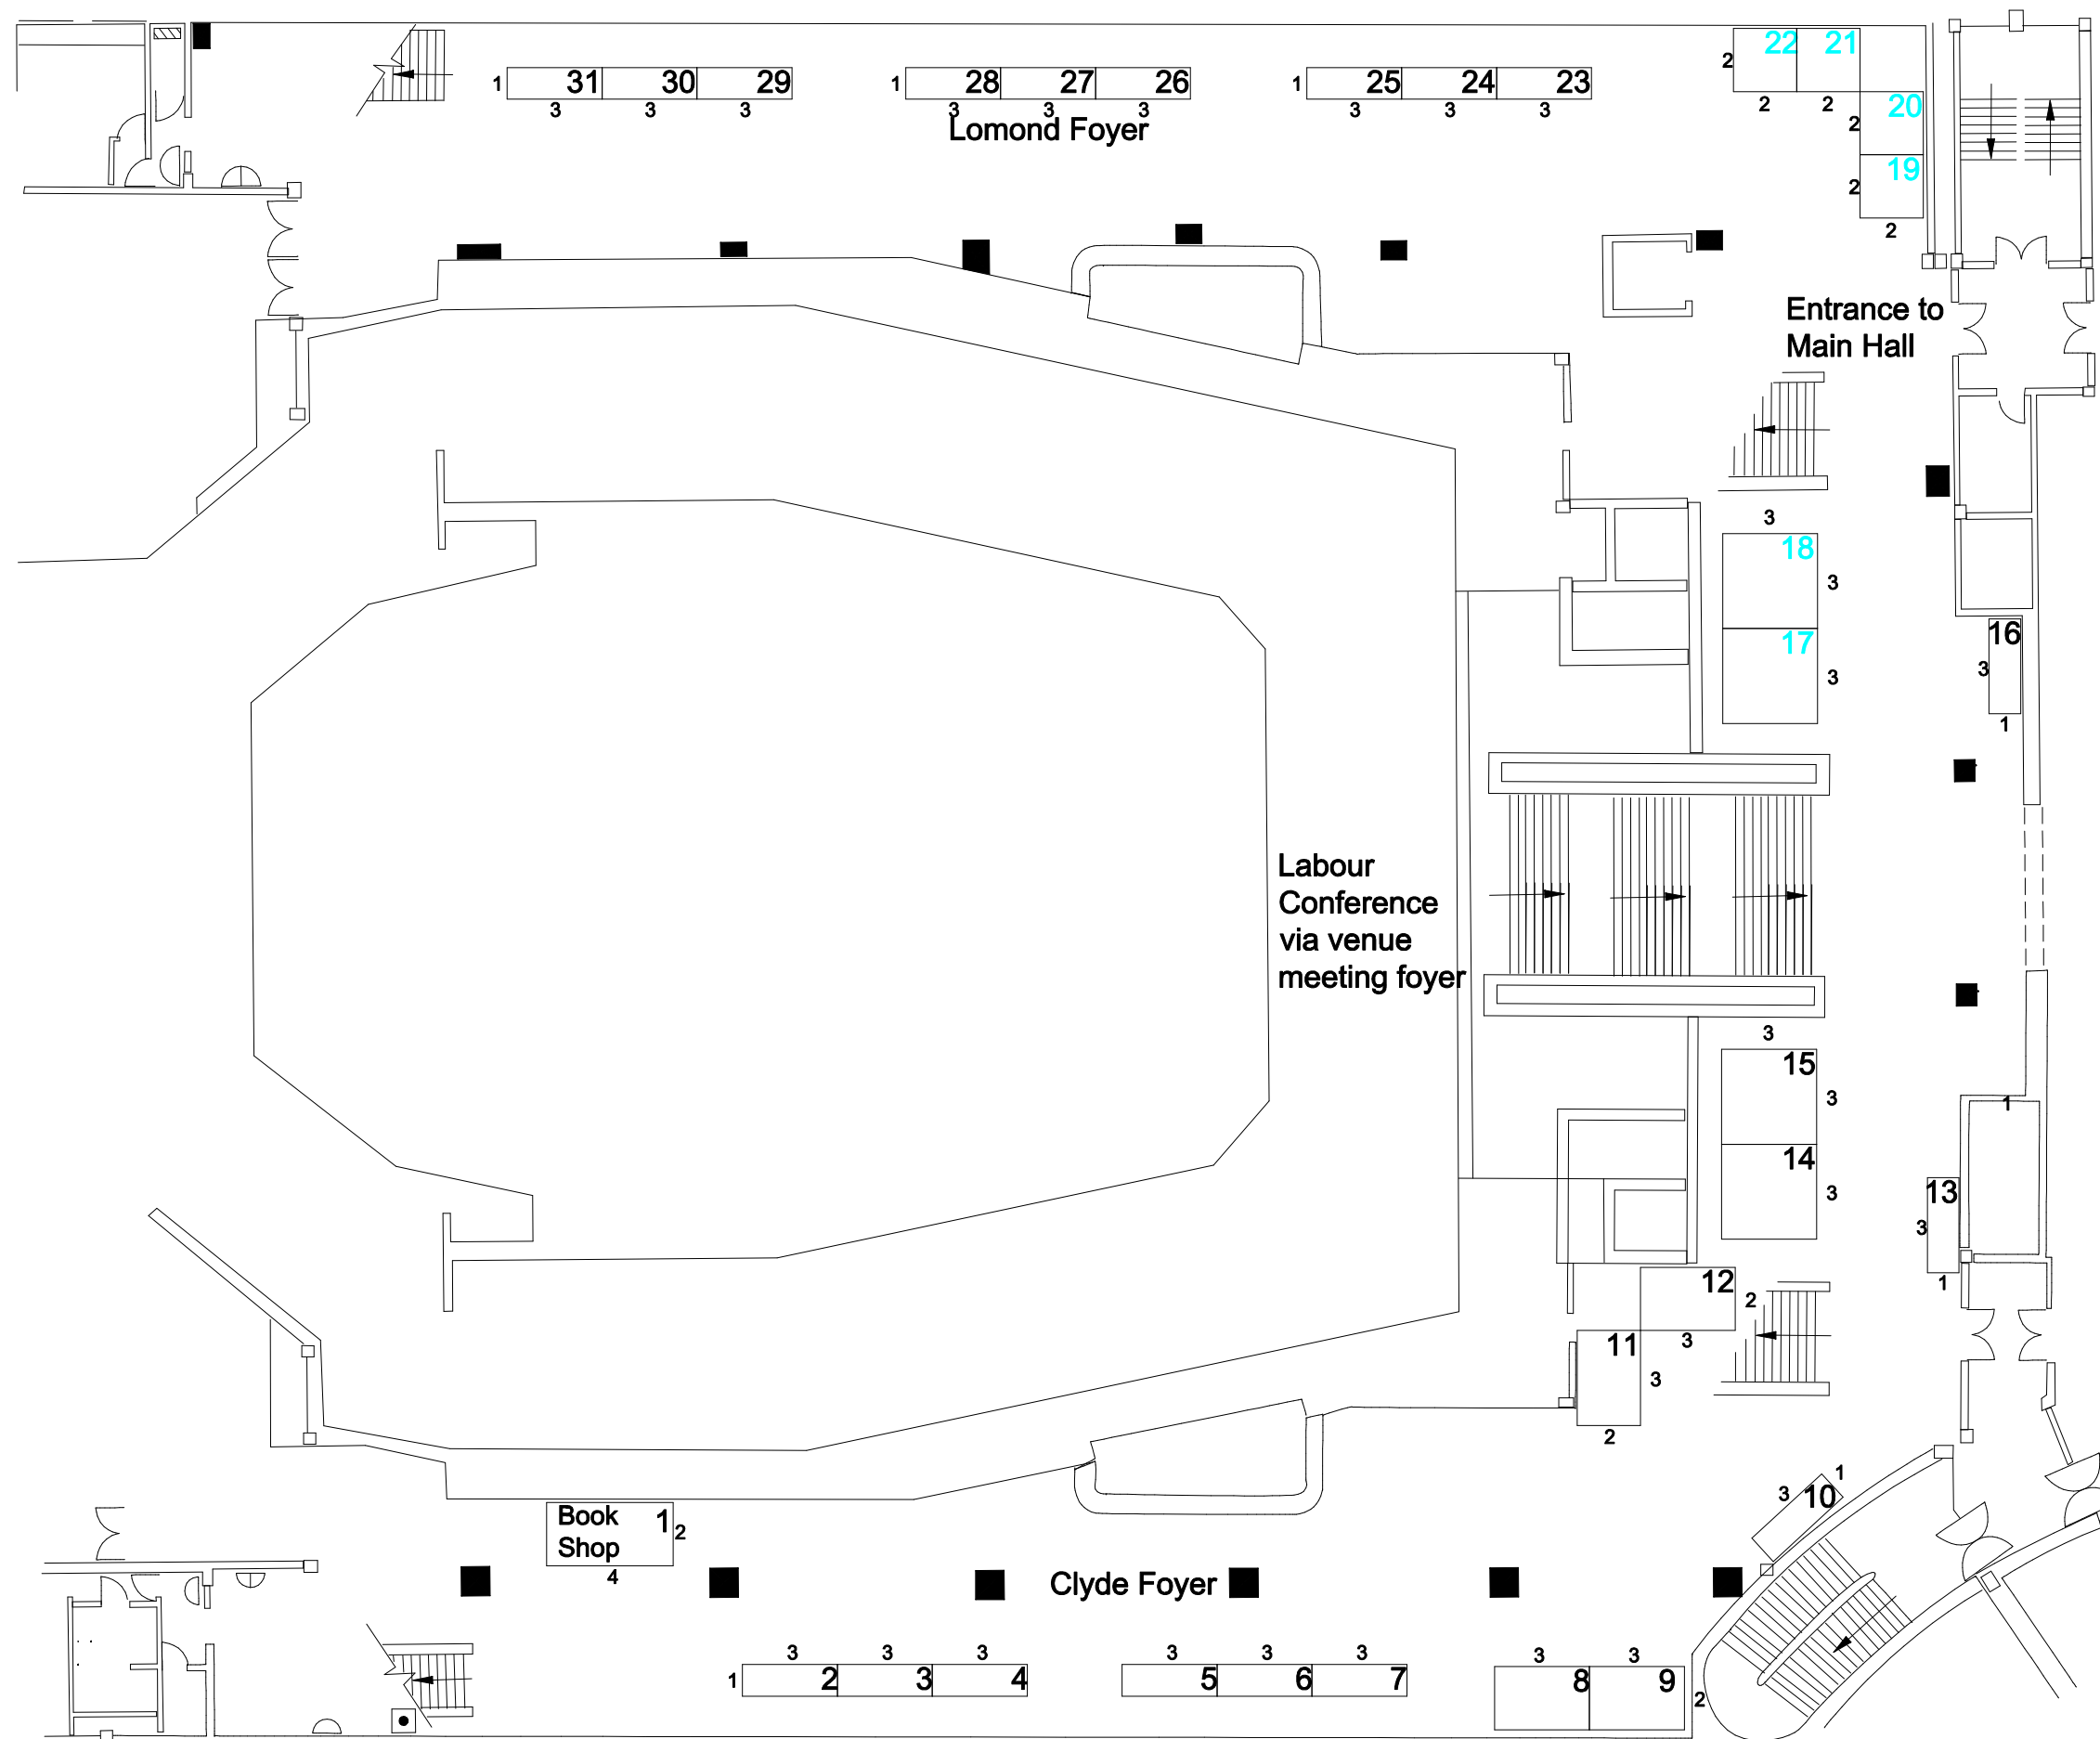 22 21
2
1 31 30 29 1 28 27 26 1 25 24 23
3 3 3 3 3 3 3 3 3
2 2
20
2
Lomond Foyer
19
2
2
Entrance to
Main Hall
3
18
3
17
3
16
3
1
Labour
Conference
via venue
meeting foyer
3
15
3
1
14
3
13
3
1
12
2
3
11
3
2
1
3
10
Book
Shop
1
2
4
Clyde Foyer
3 3 3 3 3 3 3 3
1 2 3 4 5 6 7 8 9
2